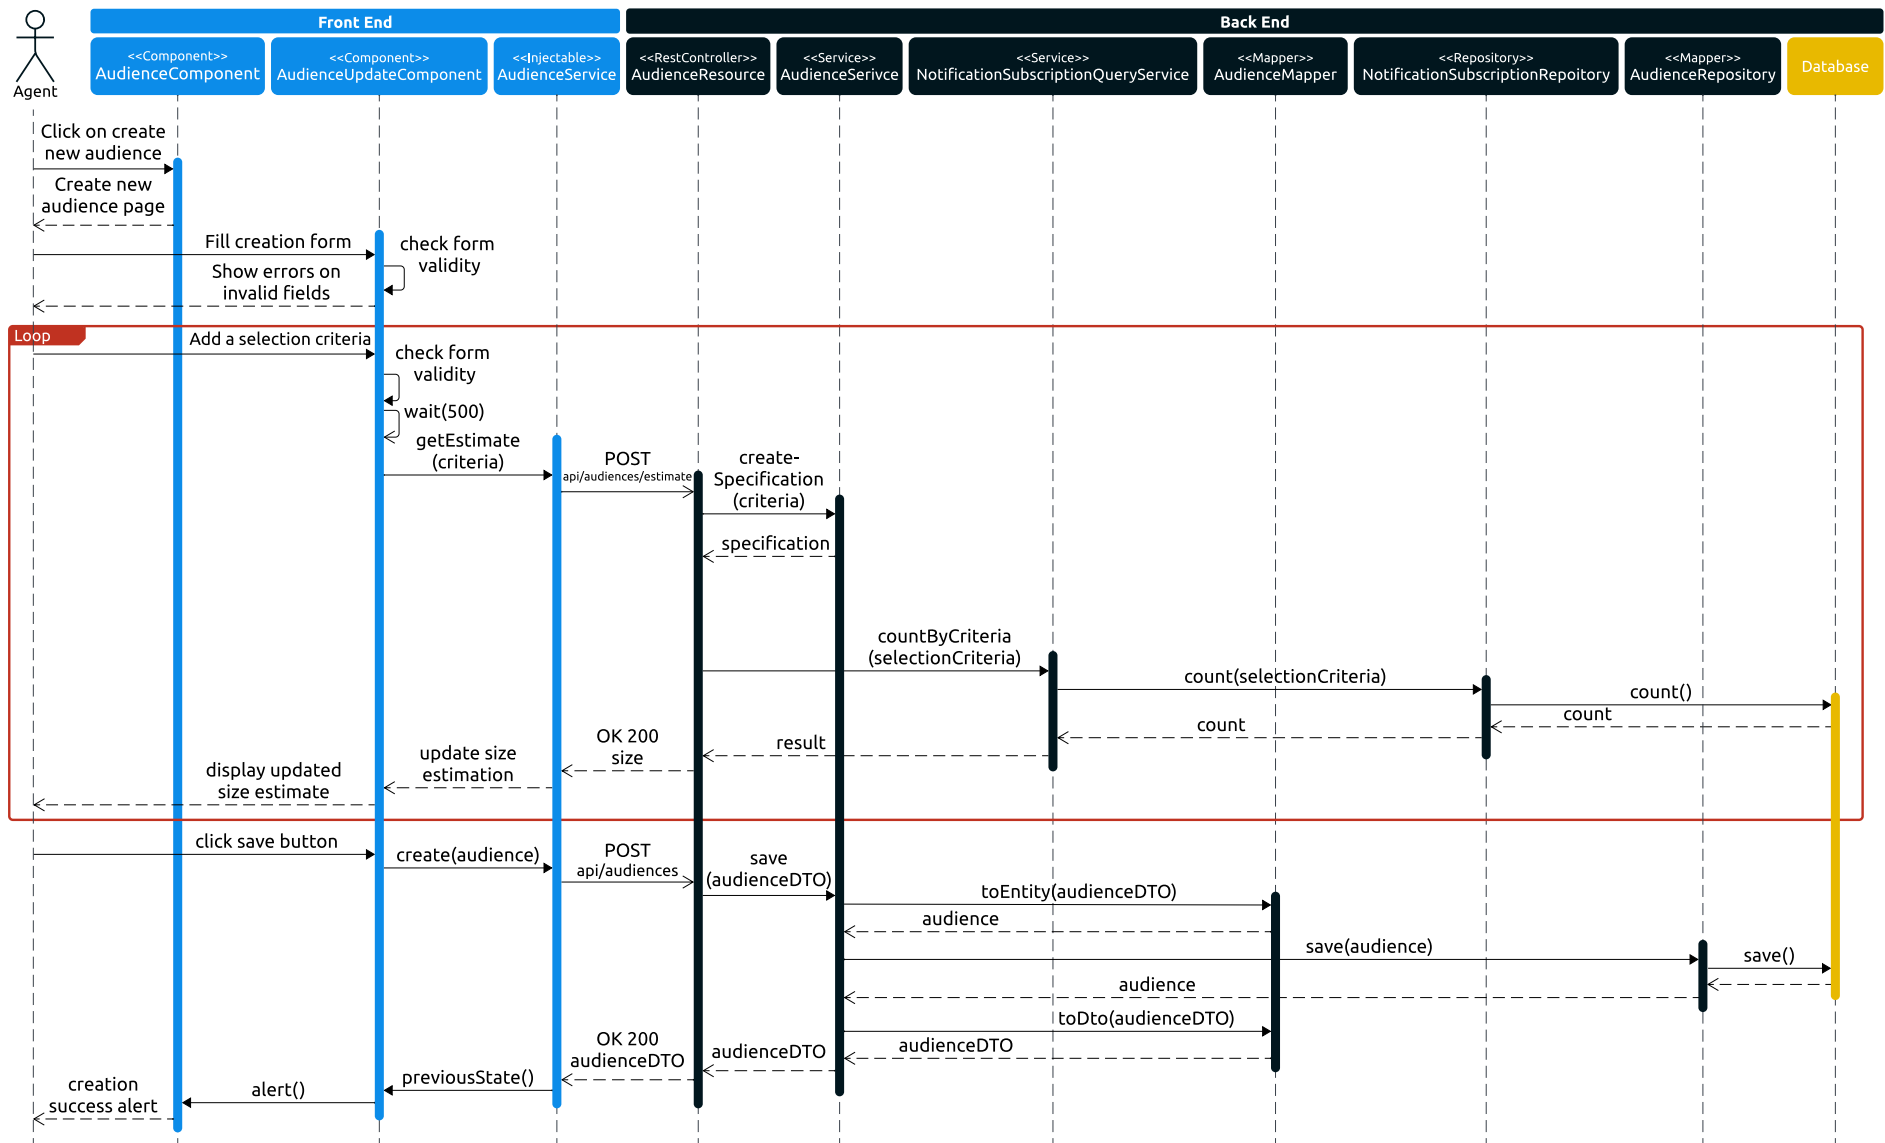 Front End
Back End
Agent
<<Component>>
AudienceComponent
<<Component>>
AudienceUpdateComponent
<<Injectable>>
AudienceService
<<RestController>>
AudienceResource
<<Service>>
AudienceSerivce
<<Service>>
NotificationSubscriptionQueryService
<<Mapper>>
AudienceMapper
<<Repository>>
NotificationSubscriptionRepoitory
<<Mapper>>
AudienceRepository
Database
Click on create
new audience
Create new
audience page
Fill creation form
check form
validity
Show errors on
invalid fields
Loop
Add a selection criteria
check form
validity
wait(500)
getEstimate
(criteria)
POST
api/audiences/estimate
create-
Specification
(criteria)
specification
countByCriteria
(selectionCriteria)
count(selectionCriteria)
count()
count
count
result
OK 200
size
update size
estimation
display updated
size estimate
click save button
create(audience)
POST
api/audiences
save
(audienceDTO)
toEntity(audienceDTO)
audience
save(audience)
save()
audience
toDto(audienceDTO)
audienceDTO
audienceDTO
OK 200
audienceDTO
previousState()
alert()
creation
success alert